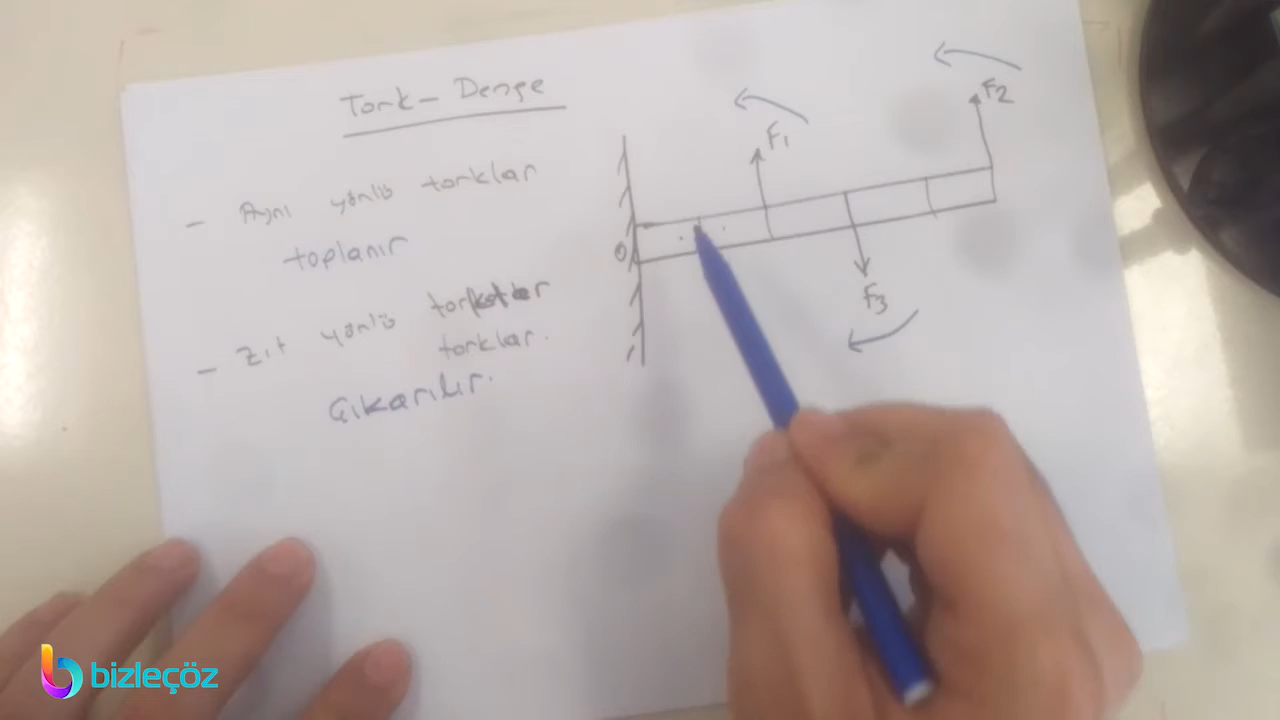 Tork - Denge
- Aynı yönlü torklar
toplanır
- Zıt yönlü
torklar.
Çıkarılır.
F1
F2
O
F3
bizleçöz